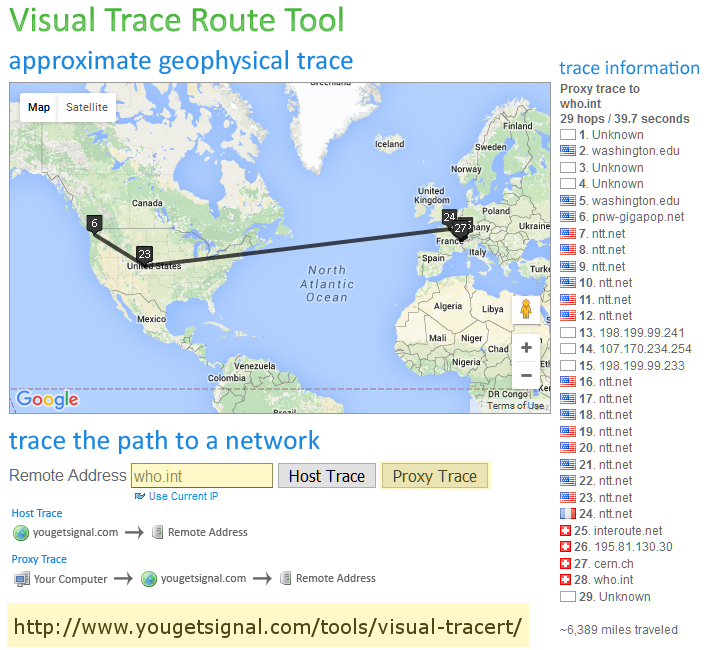 Visual Trace Route Tool
approximate geophysical trace
Map Satellite
Greenland
Iceland
Finland
Sweden
Norway
United
Kingdom
Poland
Ukraine
France
Italy
Spain
Turke
Canada
United States
Mexico
North
Atlantic
Ocean
Algeria
Libya
Mali
Niger
Chad
Niger
Ethiopia
DR Congo
Venezuela
Colombia
Brazil
6
23
24
27
Google
Terms of Use
trace information
Proxy trace to
who.int
29 hops / 39.7 seconds
1. Unknown
2. washington.edu
3. Unknown
4. Unknown
5. washington.edu
6. pnw-gigapop.net
7. ntt.net
8. ntt.net
9. ntt.net
10. ntt.net
11. ntt.net
12. ntt.net
13. 198.199.99.241
14. 107.170.234.254
15. 198.199.99.233
16. ntt.net
17. ntt.net
18. ntt.net
19. ntt.net
20. ntt.net
21. ntt.net
22. ntt.net
23. ntt.net
24. ntt.net
25. interoute.net
26. 195.81.130.30
27. cern.ch
28. who.int
29. Unknown
~6,389 miles traveled
trace the path to a network
Remote Address who.int Host Trace Proxy Trace
Use Current IP
Host Trace
yougetsignal.com Remote Address
Proxy Trace
Your Computer yougetsignal.com Remote Address
http://www.yougetsignal.com/tools/visual-tracert/